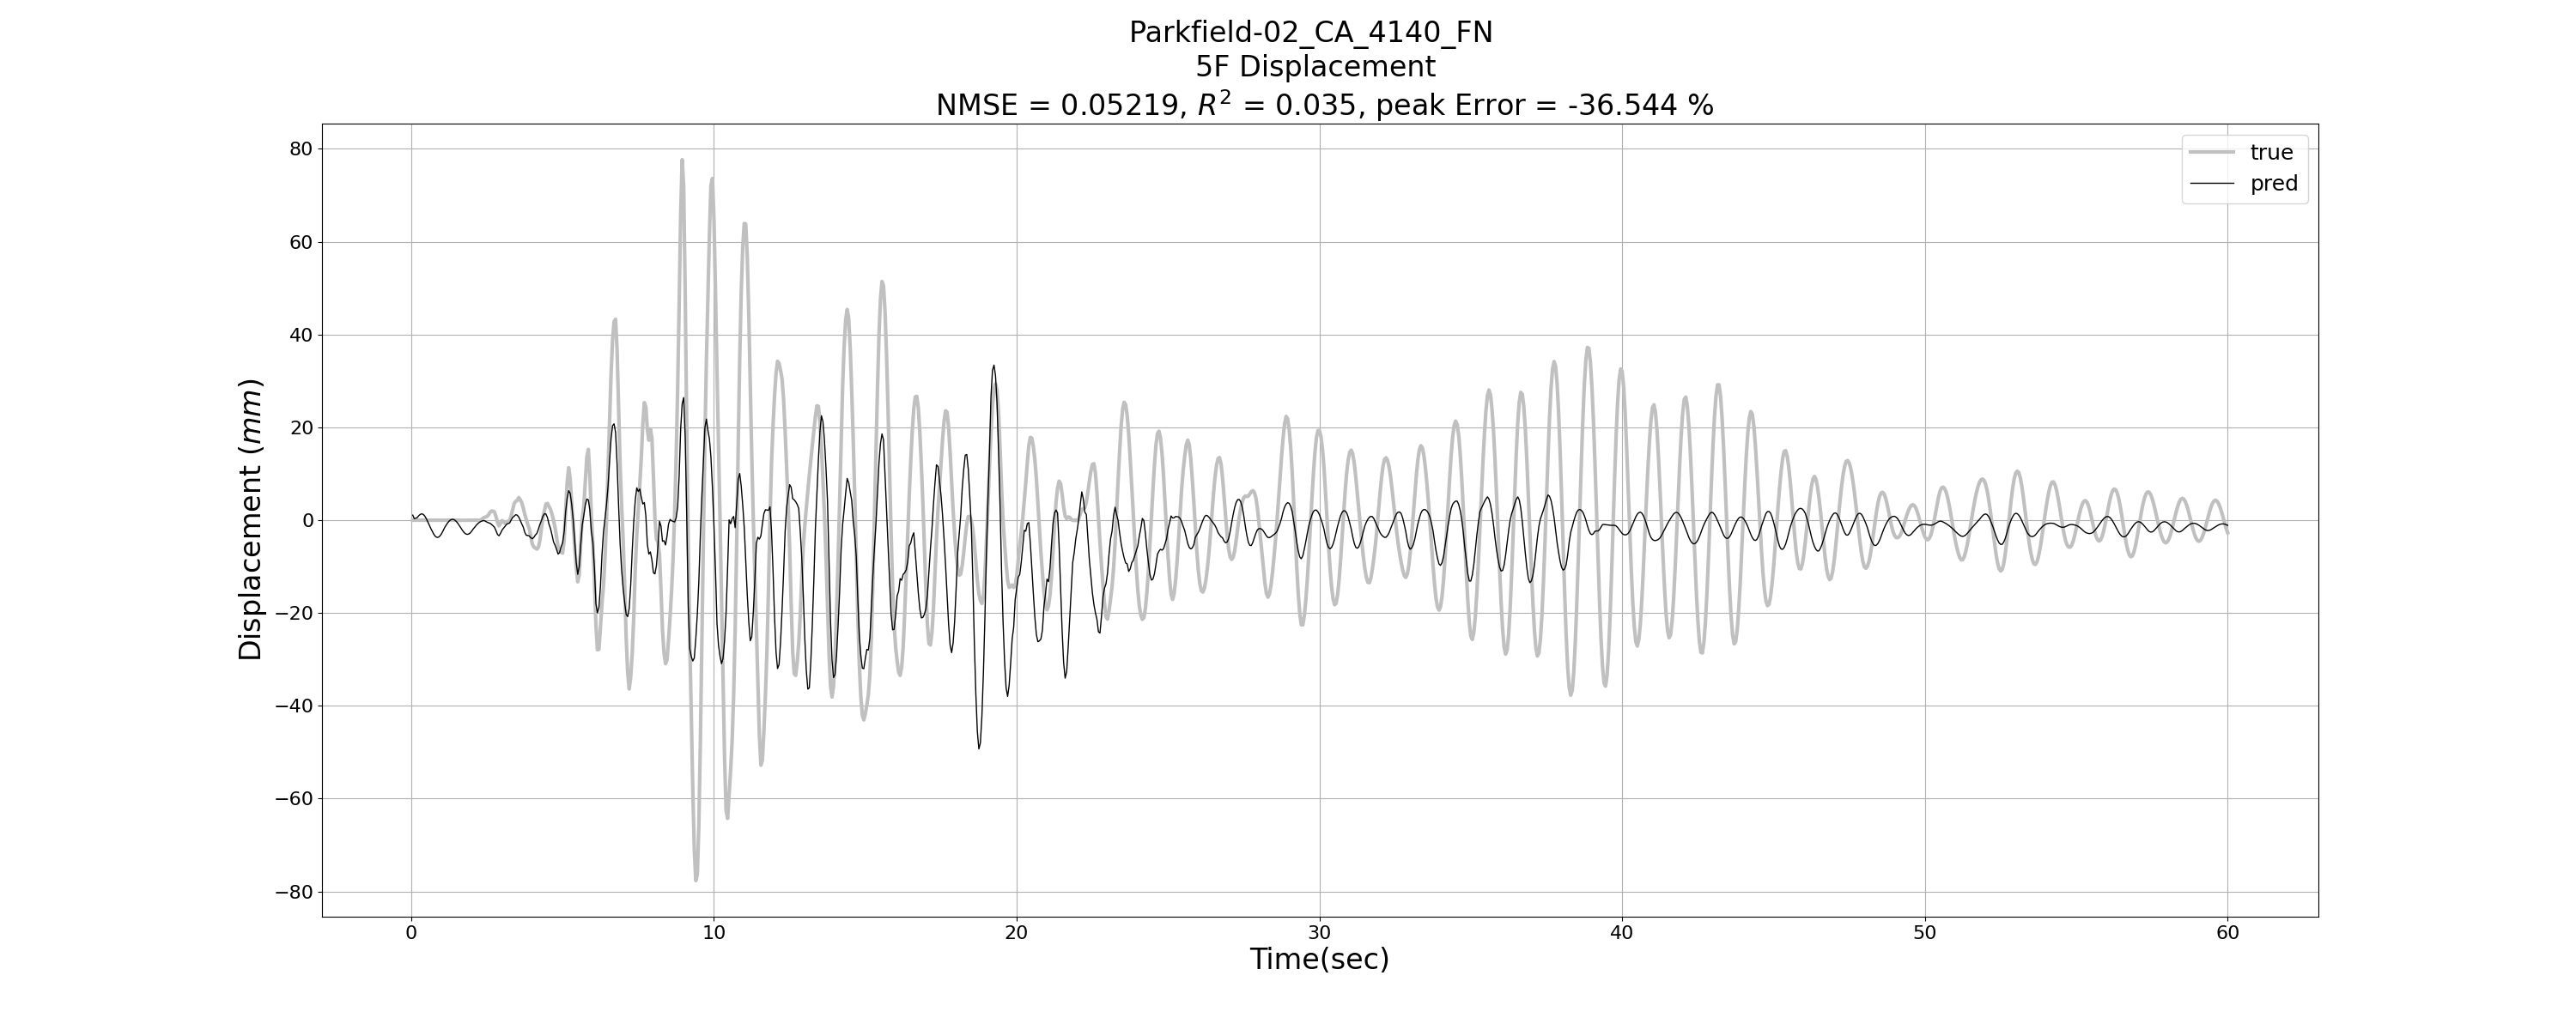 Parkfield-02_CA_4140_FN
5F Displacement
NMSE = 0.05219, R² = 0.035, peak Error = -36.544 %
true
pred
80
60
40
20
0
−20
−40
−60
−80
Displacement (mm)
0 10 20 30 40 50 60
Time(sec)